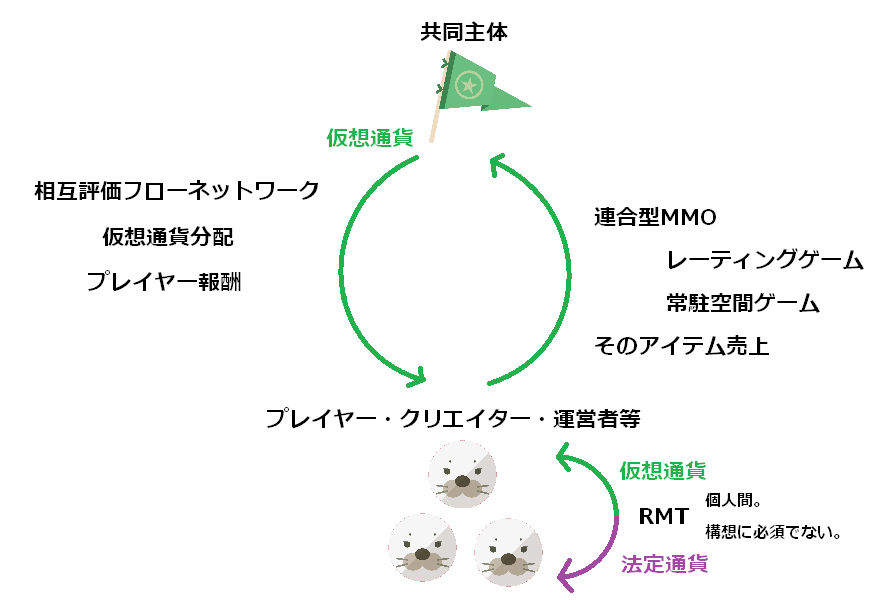 共同主体
仮想通貨
相互評価フローネットワーク
仮想通貨分配
プレイヤー報酬
連合型MMO
レーティングゲーム
常駐空間ゲーム
そのアイテム売上
プレイヤー・クリエイター・運営者等
仮想通貨
RMT
個人間。
構想に必須でない。
法定通貨